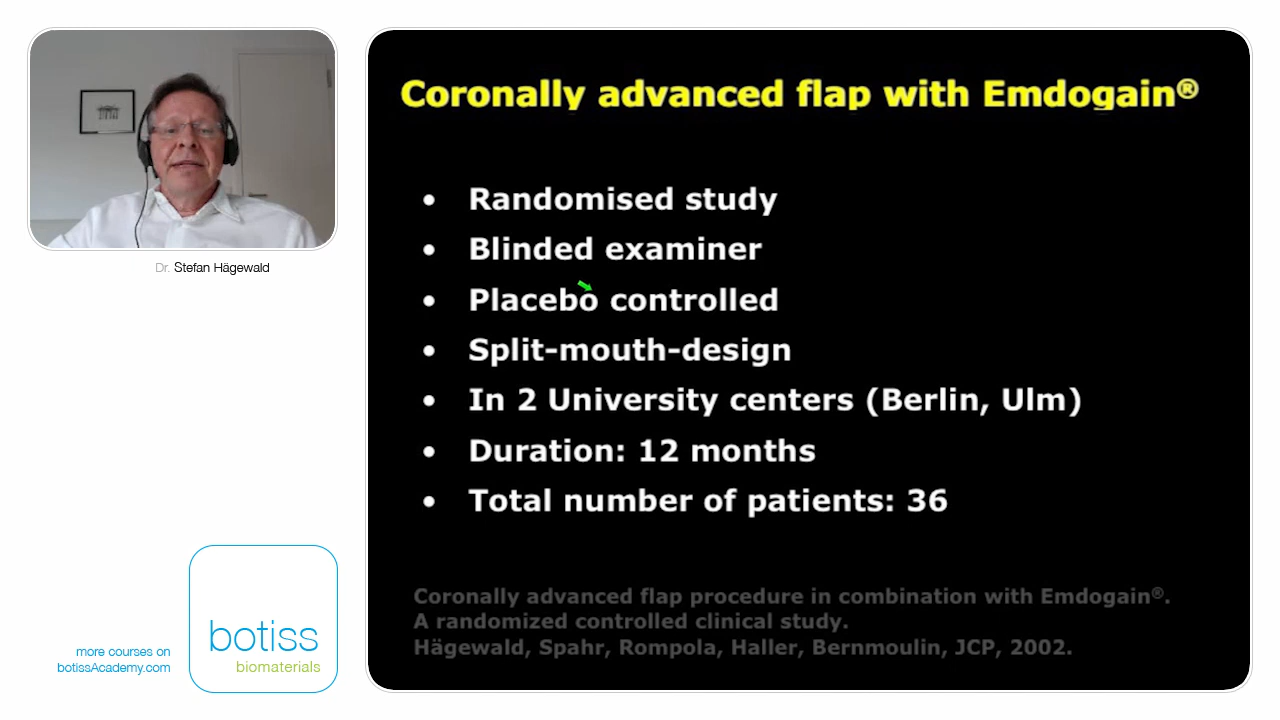 Coronally advanced flap with Emdogain®
• Randomised study
• Blinded examiner
• Placebo controlled
• Split-mouth-design
• In 2 University centers (Berlin, Ulm)
• Duration: 12 months
• Total number of patients: 36
Coronally advanced flap procedure in combination with Emdogain®.
A randomized controlled clinical study.
Hägewald, Spahr, Rompola, Haller, Bernmoulin, JCP, 2002.
Dr. Stefan Hägewald
botiss
biomaterials
more courses on
botissAcademy.com